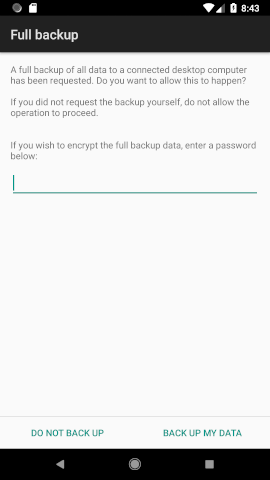 8:43
Full backup
A full backup of all data to a connected desktop computer
has been requested. Do you want to allow this to happen?
If you did not request the backup yourself, do not allow the
operation to proceed.
If you wish to encrypt the full backup data, enter a password
below:
DO NOT BACK UP
BACK UP MY DATA